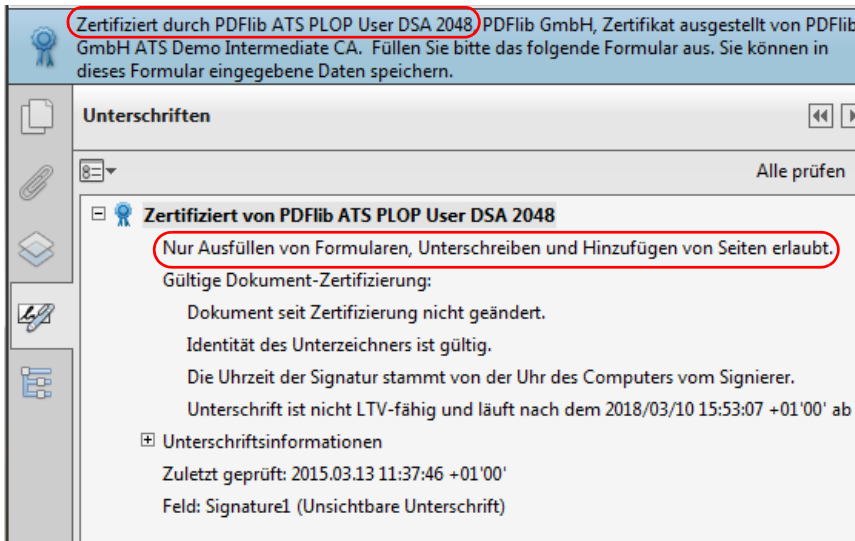 Zertifiziert durch PDFlib ATS PLOP User DSA 2048, PDFlib GmbH, Zertifikat ausgestellt von PDFlib
GmbH ATS Demo Intermediate CA. Füllen Sie bitte das folgende Formular aus. Sie können in
dieses Formular eingegebene Daten speichern.
Unterschriften
Alle prüfen
Zertifiziert von PDFlib ATS PLOP User DSA 2048
Nur Ausfüllen von Formularen, Unterschreiben und Hinzufügen von Seiten erlaubt.
Gültige Dokument-Zertifizierung:
Dokument seit Zertifizierung nicht geändert.
Identität des Unterzeichners ist gültig.
Die Uhrzeit der Signatur stammt von der Uhr des Computers vom Signierer.
Unterschrift ist nicht LTV-fähig und läuft nach dem 2018/03/10 15:53:07 +01'00' ab
Unterschriftsinformationen
Zuletzt geprüft: 2015.03.13 11:37:46 +01'00'
Feld: Signature1 (Unsichtbare Unterschrift)